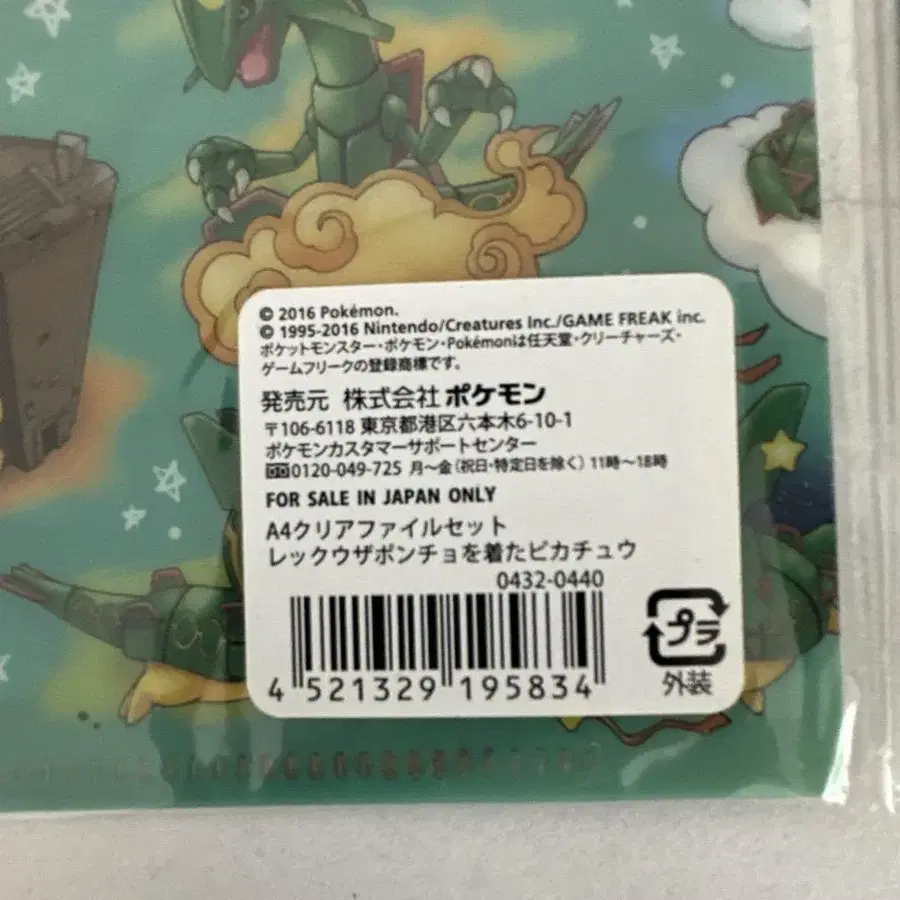 © 2016 Pokémon.
© 1995-2016 Nintendo/Creatures Inc./GAME FREAK inc.
ポケットモンスター・ポケモン・Pokémonは任天堂・クリーチャーズ・
ゲームフリークの登録商標です。
発売元 株式会社ポケモン
〒106-6118 東京都港区六本木6-10-1
ポケモンカスタマーサポートセンター
0120-049-725 月～金（祝日・特定日を除く）11時～18時
FOR SALE IN JAPAN ONLY
A4クリアファイルセット
レックウザポンチョを着たピカチュウ
0432-0440
4 521329 195834
プラ
外装